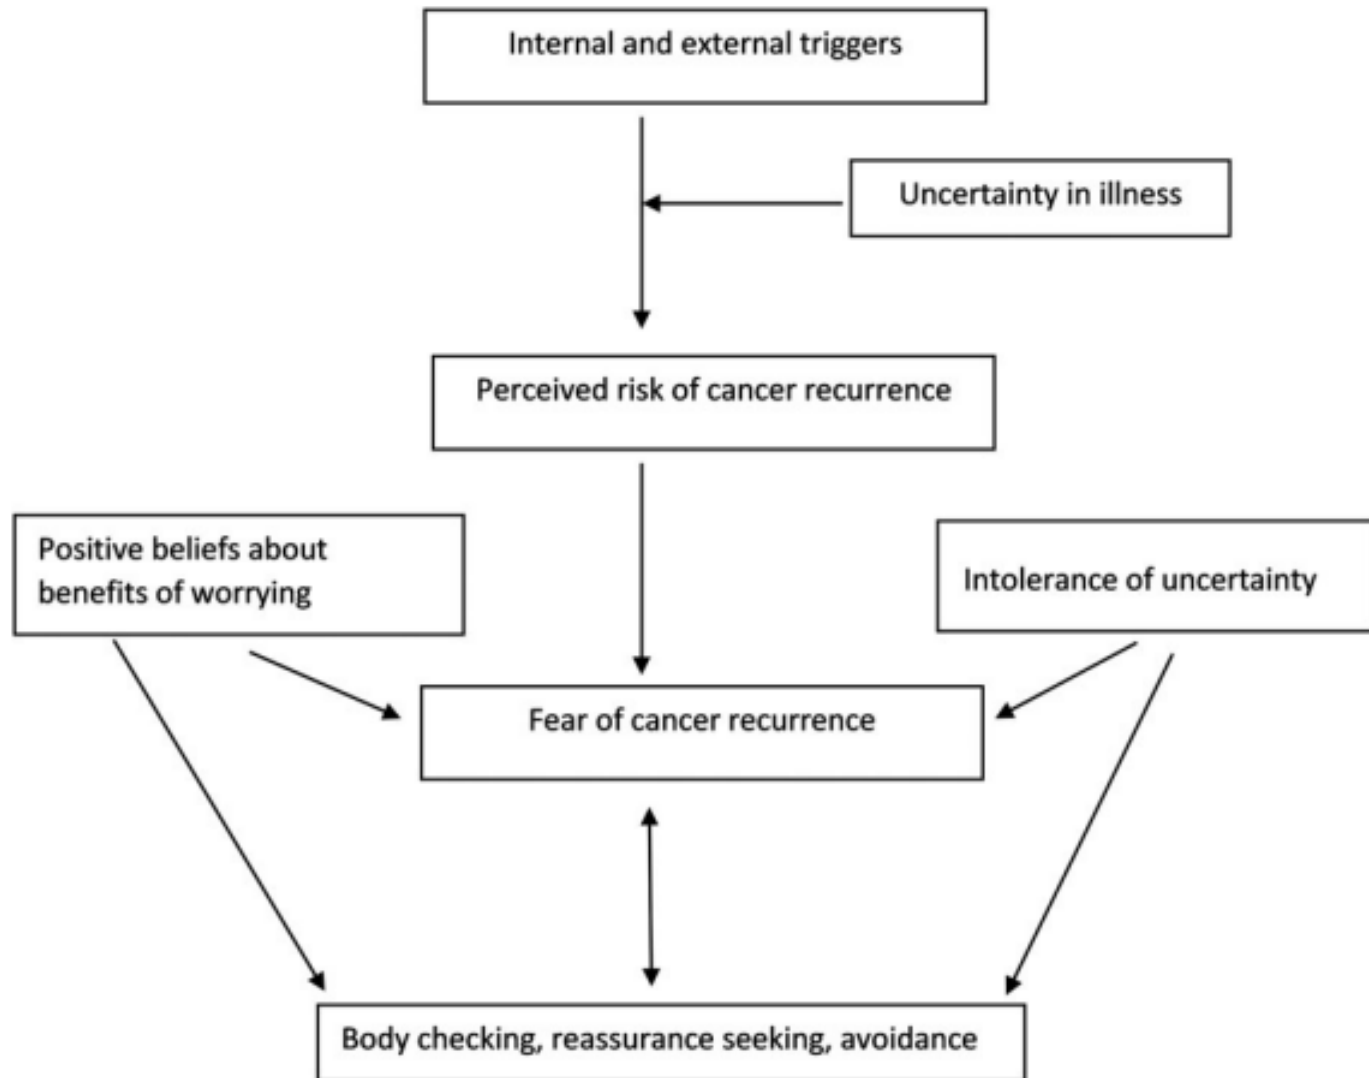 Internal and external triggers
Uncertainty in illness
Perceived risk of cancer recurrence
Positive beliefs about
benefits of worrying
Intolerance of uncertainty
Fear of cancer recurrence
Body checking, reassurance seeking, avoidance